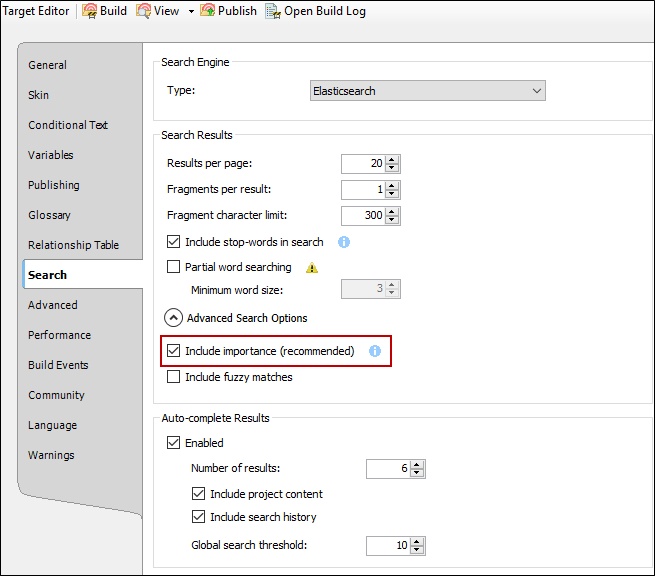 Target Editor Build View Publish Open Build Log
General
Skin
Conditional Text
Variables
Publishing
Glossary
Relationship Table
Search
Advanced
Performance
Build Events
Community
Language
Warnings
Search Engine
Type: Elasticsearch
Search Results
Results per page: 20
Fragments per result: 1
Fragment character limit: 300
Include stop-words in search
Partial word searching
Minimum word size: 3
Advanced Search Options
Include importance (recommended)
Include fuzzy matches
Auto-complete Results
Enabled
Number of results: 6
Include project content
Include search history
Global search threshold: 10